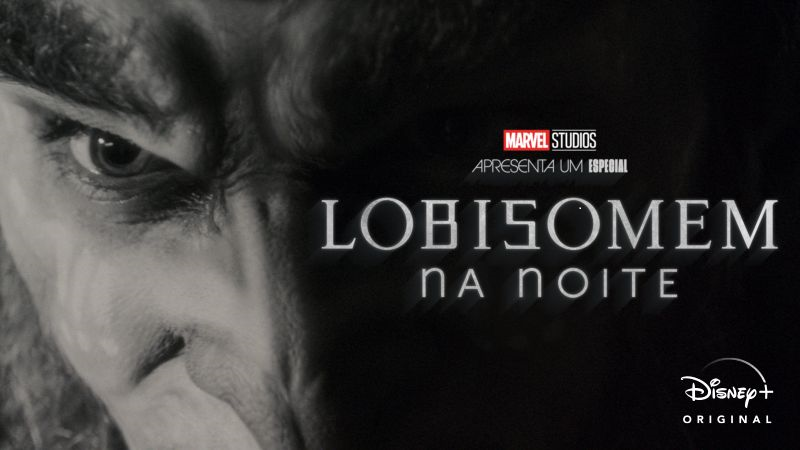 MARVEL STUDIOS
APRESENTA UM ESPECIAL
LOBISOMEM
NA NOITE
Disney+
ORIGINAL